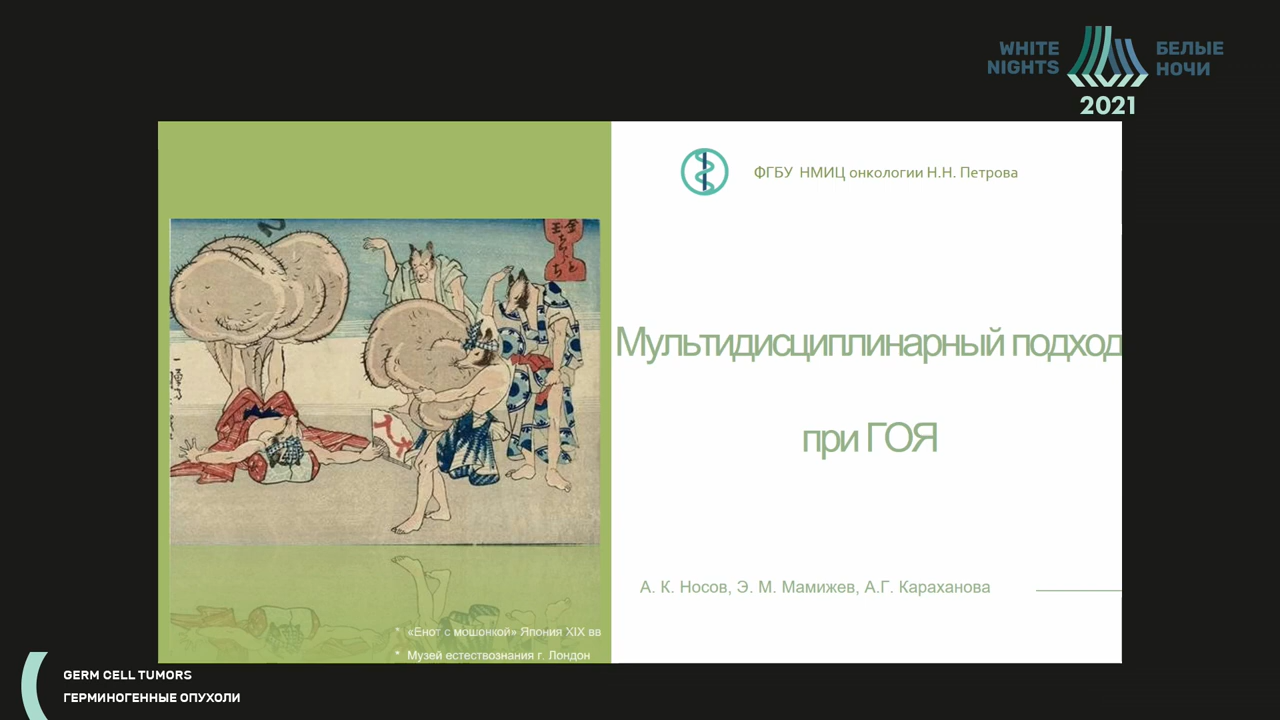 WHITE NIGHTS
БЕЛЫЕ НОЧИ
2021
ФГБУ НМИЦ онкологии Н.Н. Петрова
Мультидисциплинарный подход
при ГОЯ
А. К. Носов, Э. М. Мамижев, А.Г. Караханова
* «Енот с мошонкой» Япония XIX вв
* Музей естествознания г. Лондон
GERM CELL TUMORS
ГЕРМИНОГЕННЫЕ ОПУХОЛИ